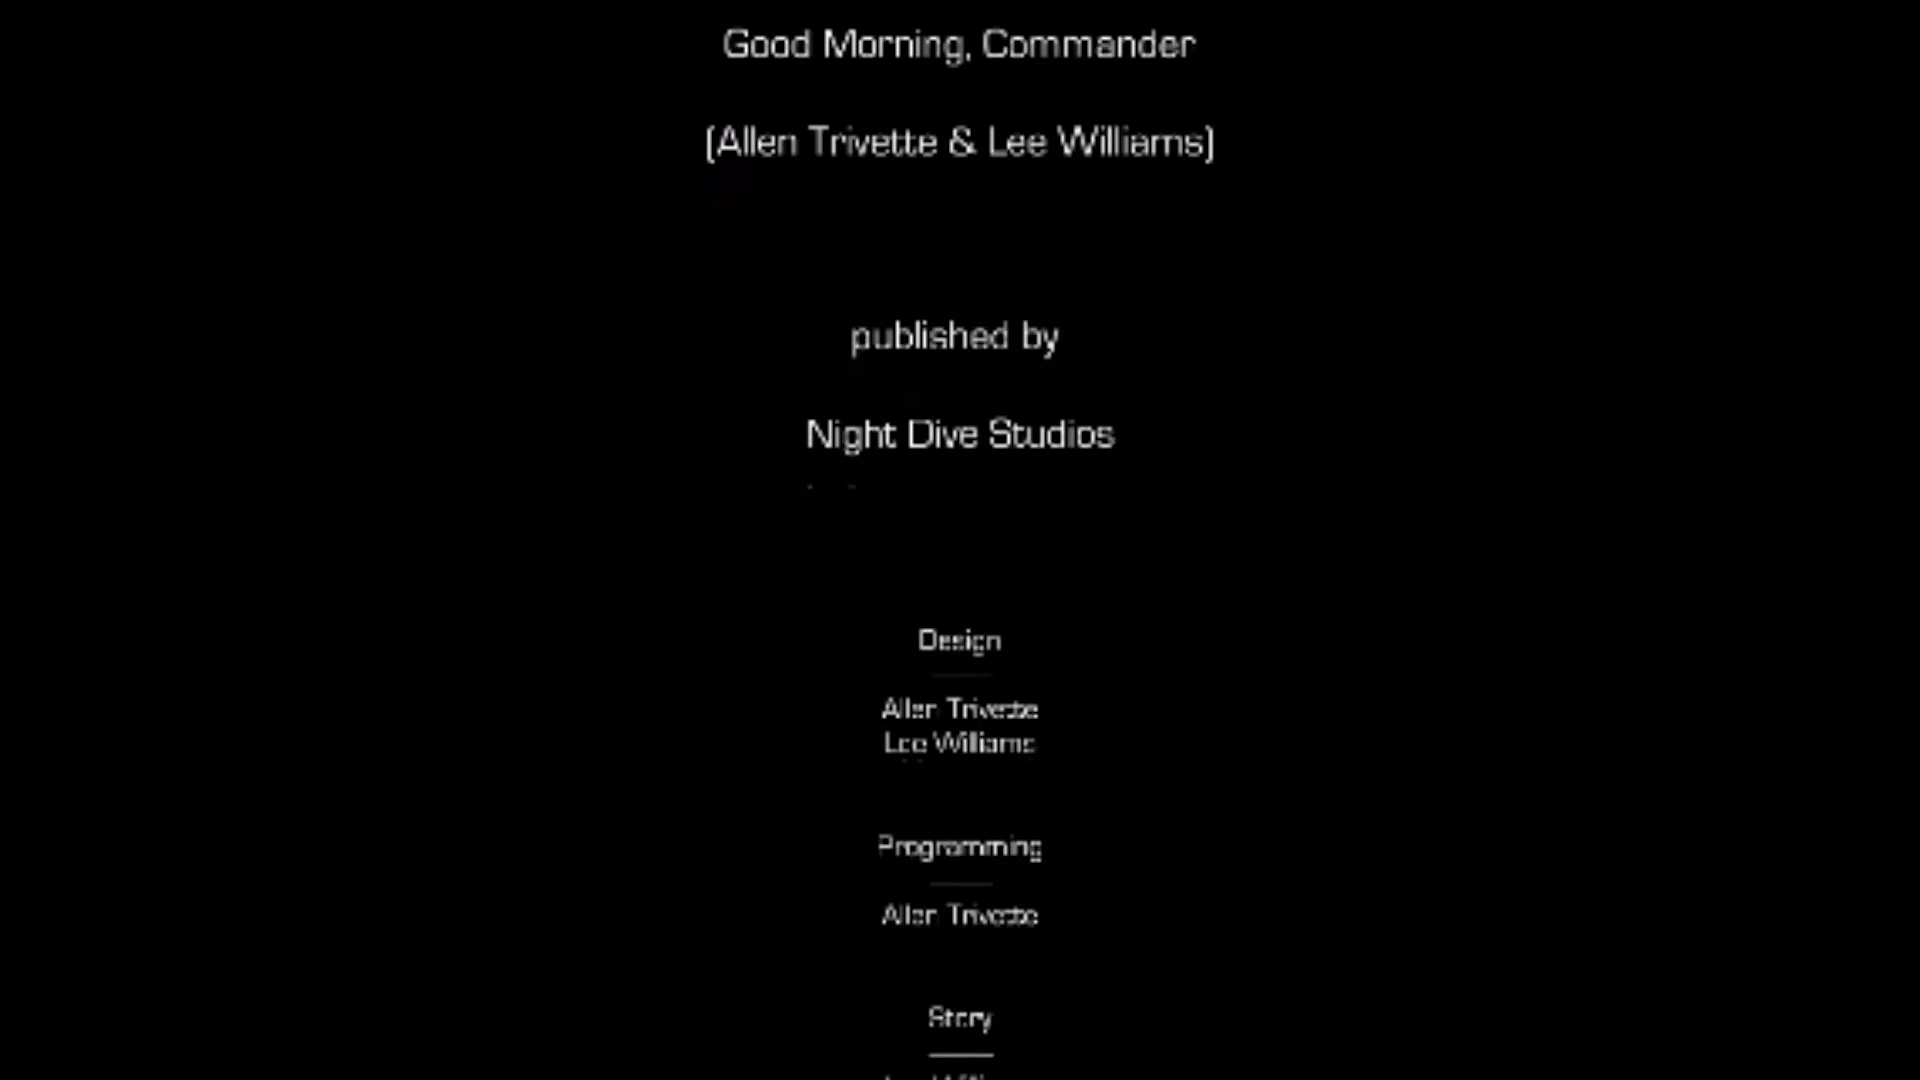 Good Morning, Commander
(Allen Trivette & Lee Williams)
published by
Night Dive Studios
Design
Allen Trivette
Lee Williams
Programming
Allen Trivette
Story